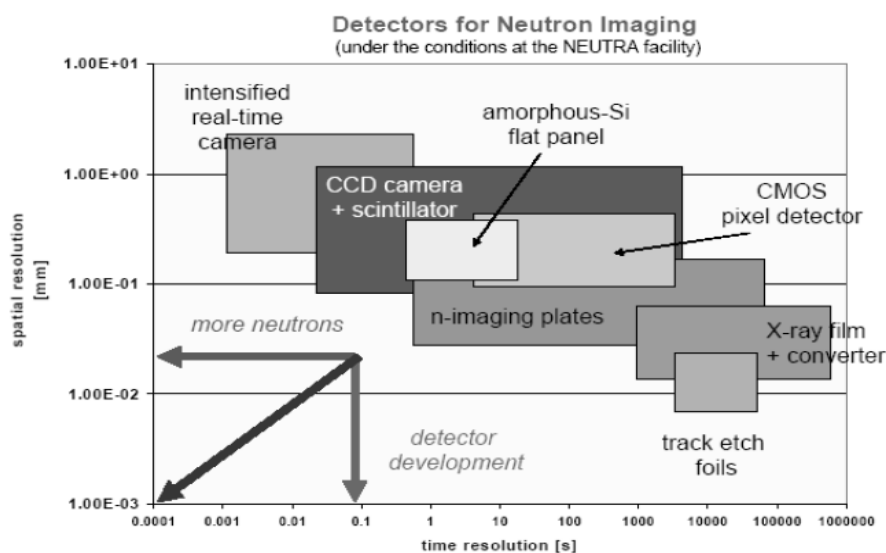 Detectors for Neutron Imaging
(under the conditions at the NEUTRA facility)
1.00E+01
1.00E+00
1.00E-01
1.00E-02
1.00E-03
spatial resolution
[mm]
intensified
real-time
camera
amorphous-Si
flat panel
CCD camera
+ scintillator
CMOS
pixel detector
n-imaging plates
more neutrons
X-ray film
+ converter
detector
development
track etch
foils
0.0001
0.001
0.01
0.1
1
10
100
1000
10000
100000
1000000
time resolution [s]